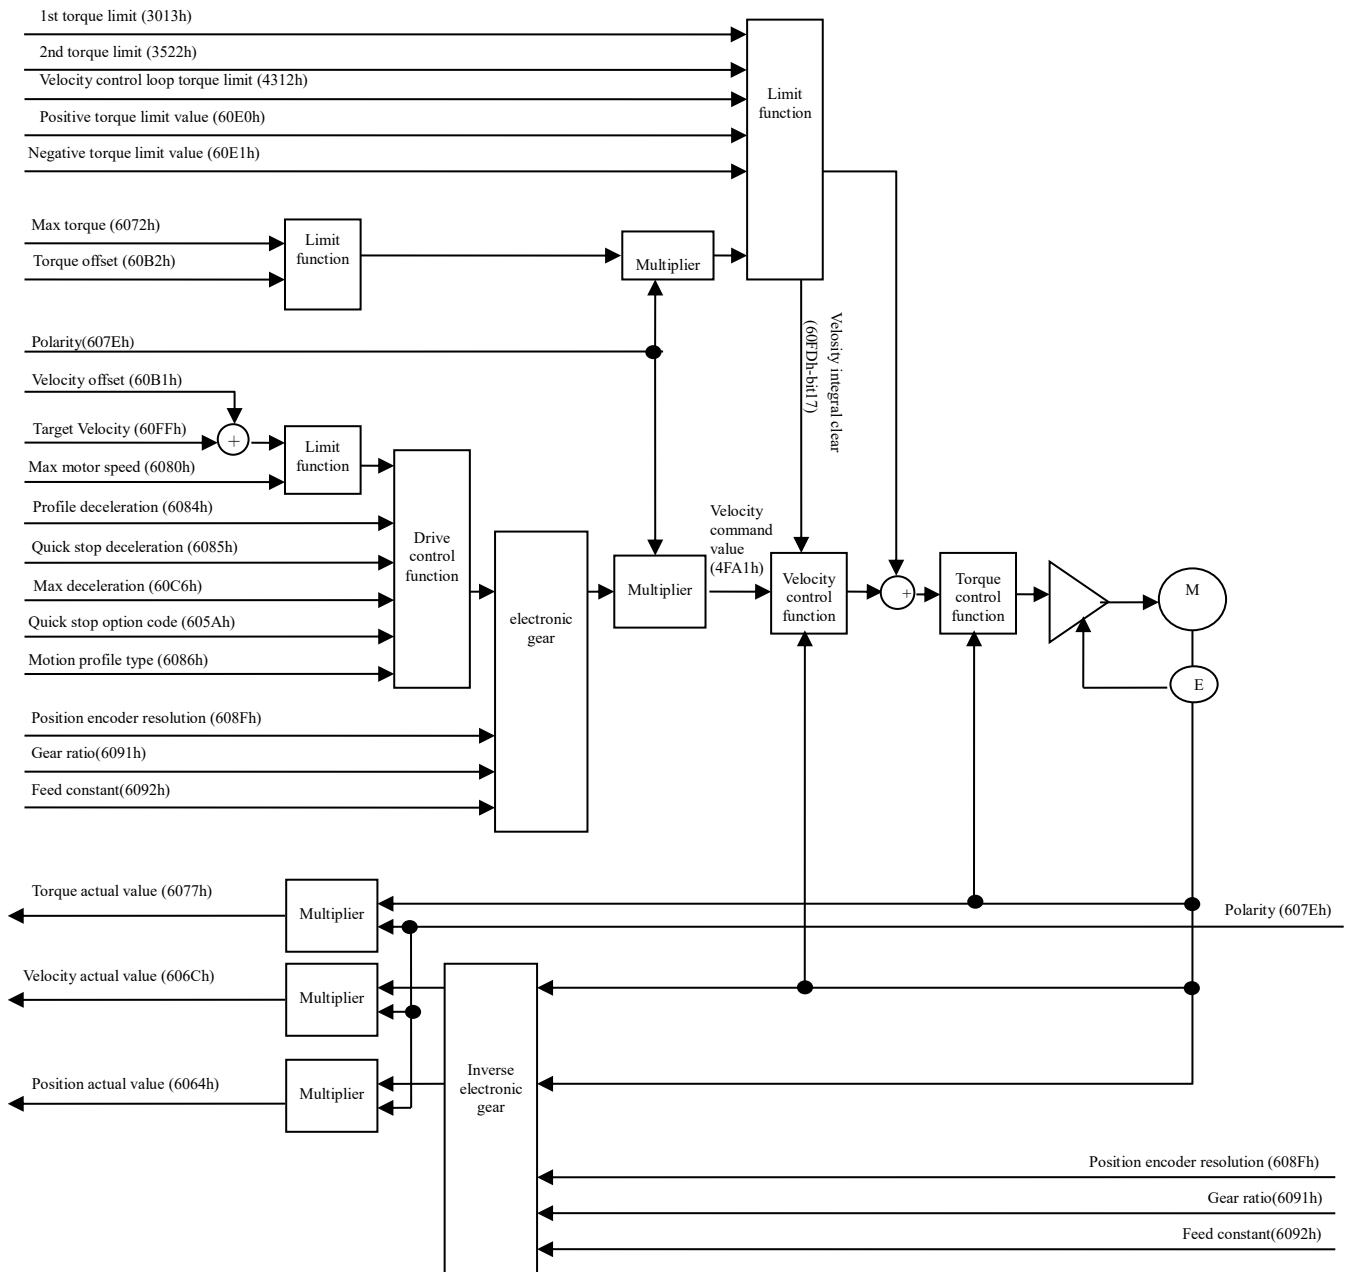 1st torque limit (3013h)
2nd torque limit (3522h)
Velocity control loop torque limit (4312h)
Positive torque limit value (60E0h)
Negative torque limit value (60E1h)
Limit
function
Max torque (6072h)
Torque offset (60B2h)
Limit
function
Multiplier
Polarity(607Eh)
Velosity integral clear
(60FDh-bit17)
Velocity offset (60B1h)
Target Velocity (60FFh)
+
Max motor speed (6080h)
Limit
function
Profile deceleration (6084h)
Quick stop deceleration (6085h)
Max deceleration (60C6h)
Quick stop option code (605Ah)
Motion profile type (6086h)
Drive
control
function
Position encoder resolution (608Fh)
Gear ratio(6091h)
Feed constant(6092h)
electronic
gear
Multiplier
Velocity
command
value
(4FA1h)
Velocity
control
function
+
Torque
control
function
M
E
Torque actual value (6077h)
Multiplier
Polarity (607Eh)
Velocity actual value (606Ch)
Multiplier
Position actual value (6064h)
Multiplier
Inverse
electronic
gear
Position encoder resolution (608Fh)
Gear ratio(6091h)
Feed constant(6092h)